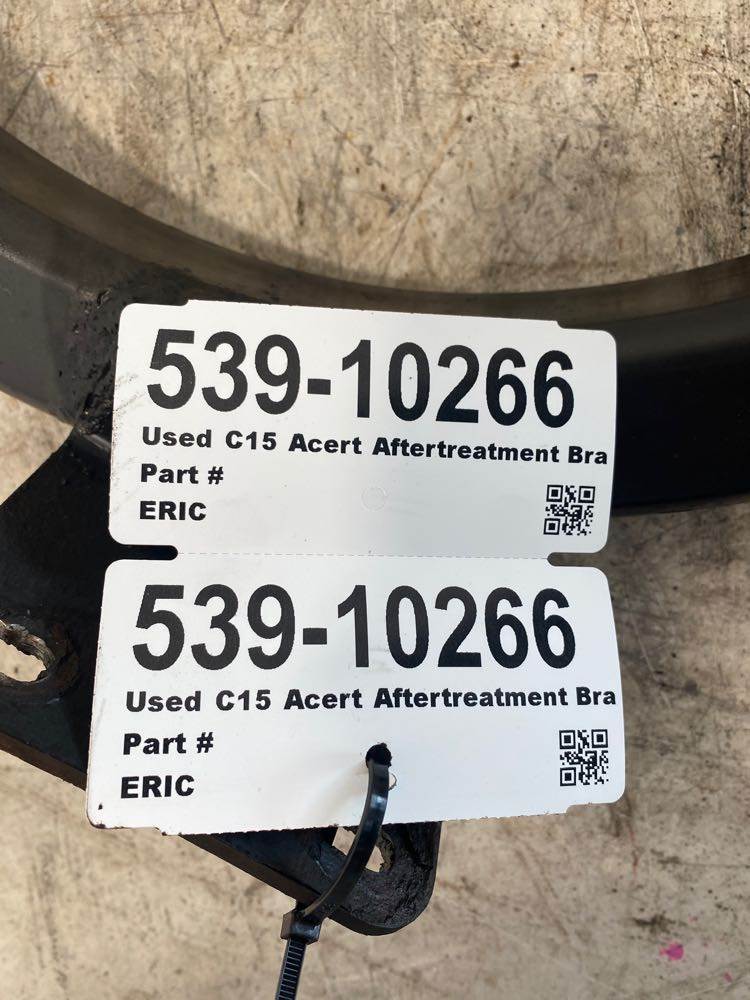 539-10266
Used C15 Acert Aftertreatment Bra
Part #
ERIC
539-10266
Used C15 Acert Aftertreatment Bra
Part #
ERIC